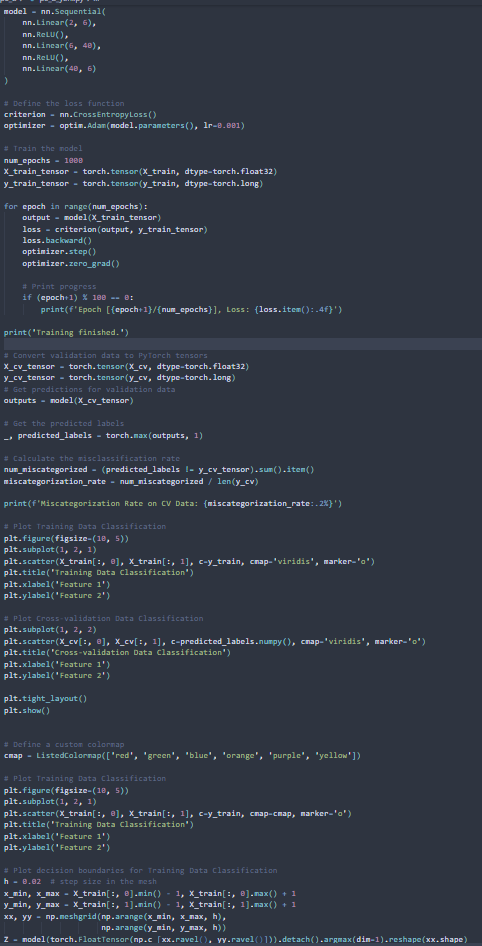 model = nn.Sequential(
    nn.Linear(2, 6),
    nn.ReLU(),
    nn.Linear(6, 40),
    nn.ReLU(),
    nn.Linear(40, 6)
)
# Define the loss function
criterion = nn.CrossEntropyLoss()
optimizer = optim.Adam(model.parameters(), lr=0.001)
# Train the model
num_epochs = 1000
X_train_tensor = torch.tensor(X_train, dtype=torch.float32)
y_train_tensor = torch.tensor(y_train, dtype=torch.long)
for epoch in range(num_epochs):
    output = model(X_train_tensor)
    loss = criterion(output, y_train_tensor)
    loss.backward()
    optimizer.step()
    optimizer.zero_grad()
    # Print progress
    if (epoch+1) % 100 == 0:
        print(f'Epoch [{epoch+1}/{num_epochs}], Loss: {loss.item():.4f}')
print('Training finished.')
# Convert validation data to PyTorch tensors
X_cv_tensor = torch.tensor(X_cv, dtype=torch.float32)
y_cv_tensor = torch.tensor(y_cv, dtype=torch.long)
# Get predictions for validation data
outputs = model(X_cv_tensor)
# Get the predicted labels
_, predicted_labels = torch.max(outputs, 1)
# Calculate the misclassification rate
num_miscategorized = (predicted_labels != y_cv_tensor).sum().item()
miscategorization_rate = num_miscategorized / len(y_cv)
print(f'Miscategorization Rate on CV Data: {miscategorization_rate:.2%}')
# Plot Training Data Classification
plt.figure(figsize=(10, 5))
plt.subplot(1, 2, 1)
plt.scatter(X_train[:, 0], X_train[:, 1], c=y_train, cmap='viridis', marker='o')
plt.title('Training Data Classification')
plt.xlabel('Feature 1')
plt.ylabel('Feature 2')
# Plot Cross-validation Data Classification
plt.subplot(1, 2, 2)
plt.scatter(X_cv[:, 0], X_cv[:, 1], c=predicted_labels.numpy(), cmap='viridis', marker='o')
plt.title('Cross-validation Data Classification')
plt.xlabel('Feature 1')
plt.ylabel('Feature 2')
plt.tight_layout()
plt.show()
# Define a custom colormap
cmap = ListedColormap(['red', 'green', 'blue', 'orange', 'purple', 'yellow'])
# Plot Training Data Classification
plt.figure(figsize=(10, 5))
plt.subplot(1, 2, 1)
plt.scatter(X_train[:, 0], X_train[:, 1], c=y_train, cmap=cmap, marker='o')
plt.title('Training Data Classification')
plt.xlabel('Feature 1')
plt.ylabel('Feature 2')
# Plot decision boundaries for Training Data Classification
h = 0.02  # step size in the mesh
x_min, x_max = X_train[:, 0].min() - 1, X_train[:, 0].max() + 1
y_min, y_max = X_train[:, 1].min() - 1, X_train[:, 1].max() + 1
xx, yy = np.meshgrid(np.arange(x_min, x_max, h),
                     np.arange(y_min, y_max, h))
Z = model(torch.FloatTensor(np.c_[xx.ravel(), yy.ravel()])).detach().argmax(dim=1).reshape(xx.shape)